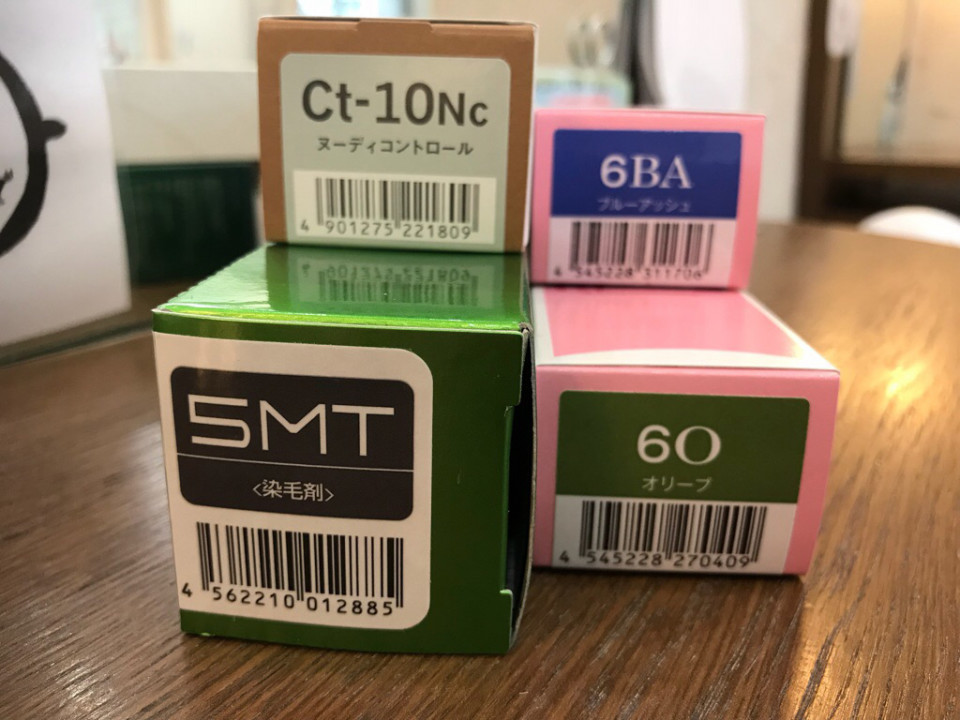 Ct-10Nc
ヌーディコントロール
4 901275 221809
6BA
ブルーアッシュ
4 545228 311706
5MT
<染毛剤>
4 562210 012885
6O
オリーブ
4 545228 270409